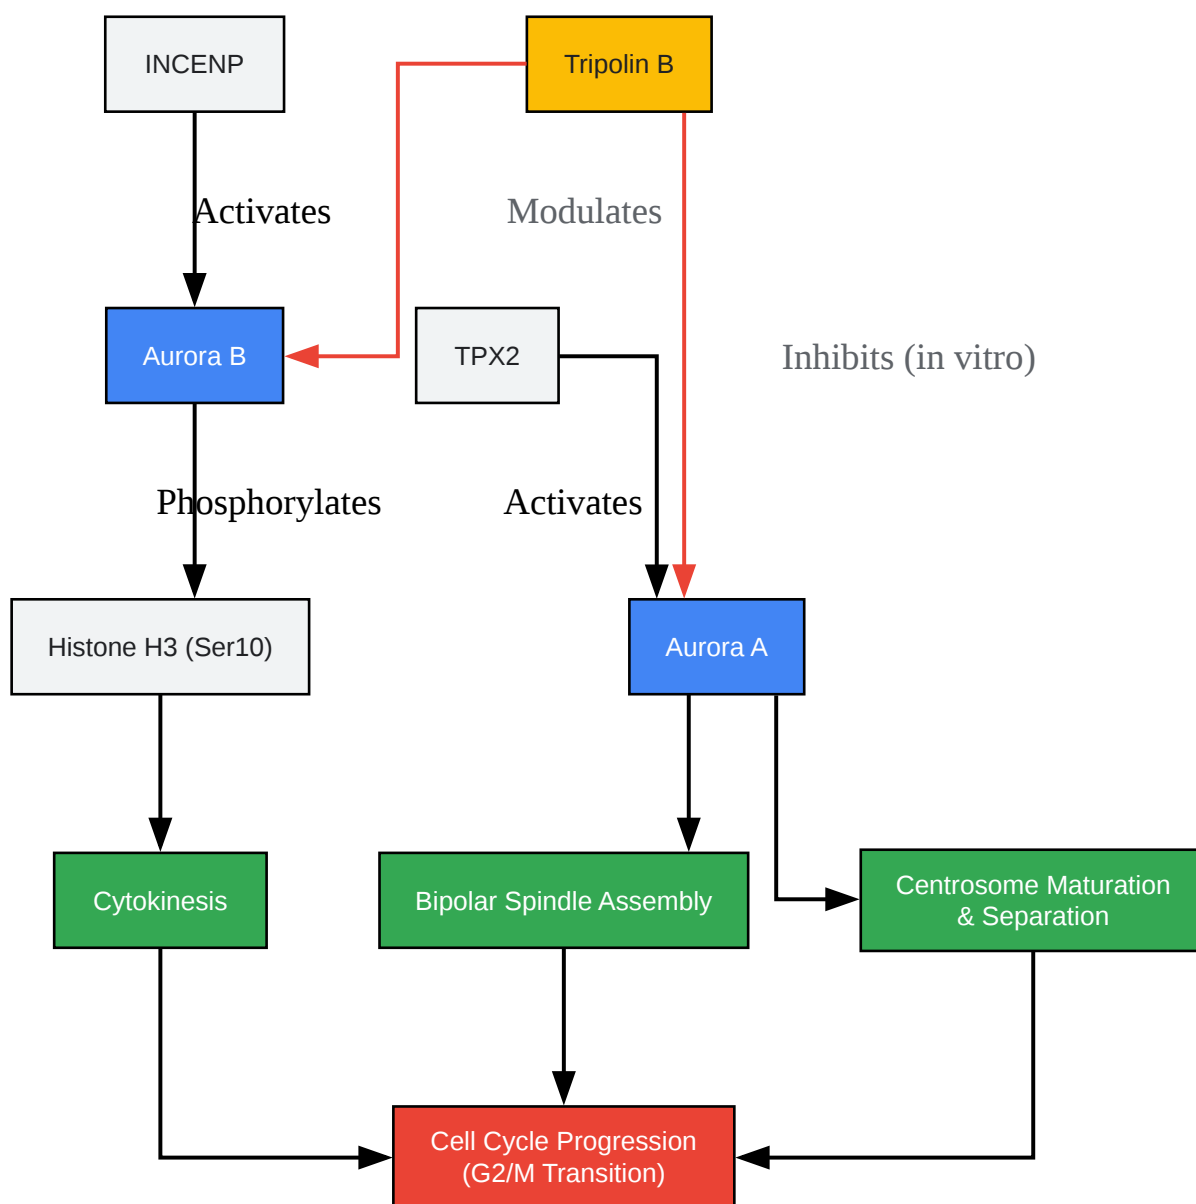 INCENP
Tripolin B
Activates
Modulates
Aurora B
TPX2
Inhibits (in vitro)
Phosphorylates
Activates
Histone H3 (Ser10)
Aurora A
Cytokinesis
Bipolar Spindle Assembly
Centrosome Maturation
& Separation
Cell Cycle Progression
(G2/M Transition)